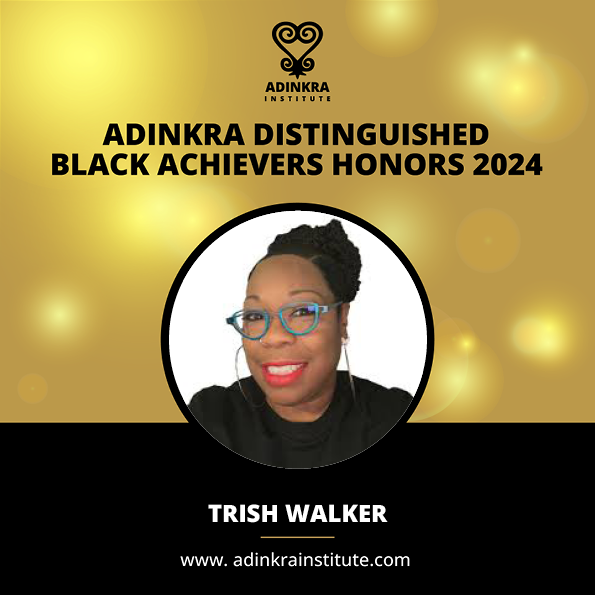 ADINKRA
INSTITUTE
ADINKRA DISTINGUISHED
BLACK ACHIEVERS HONORS 2024
TRISH WALKER
www. adinkrainstitute.com